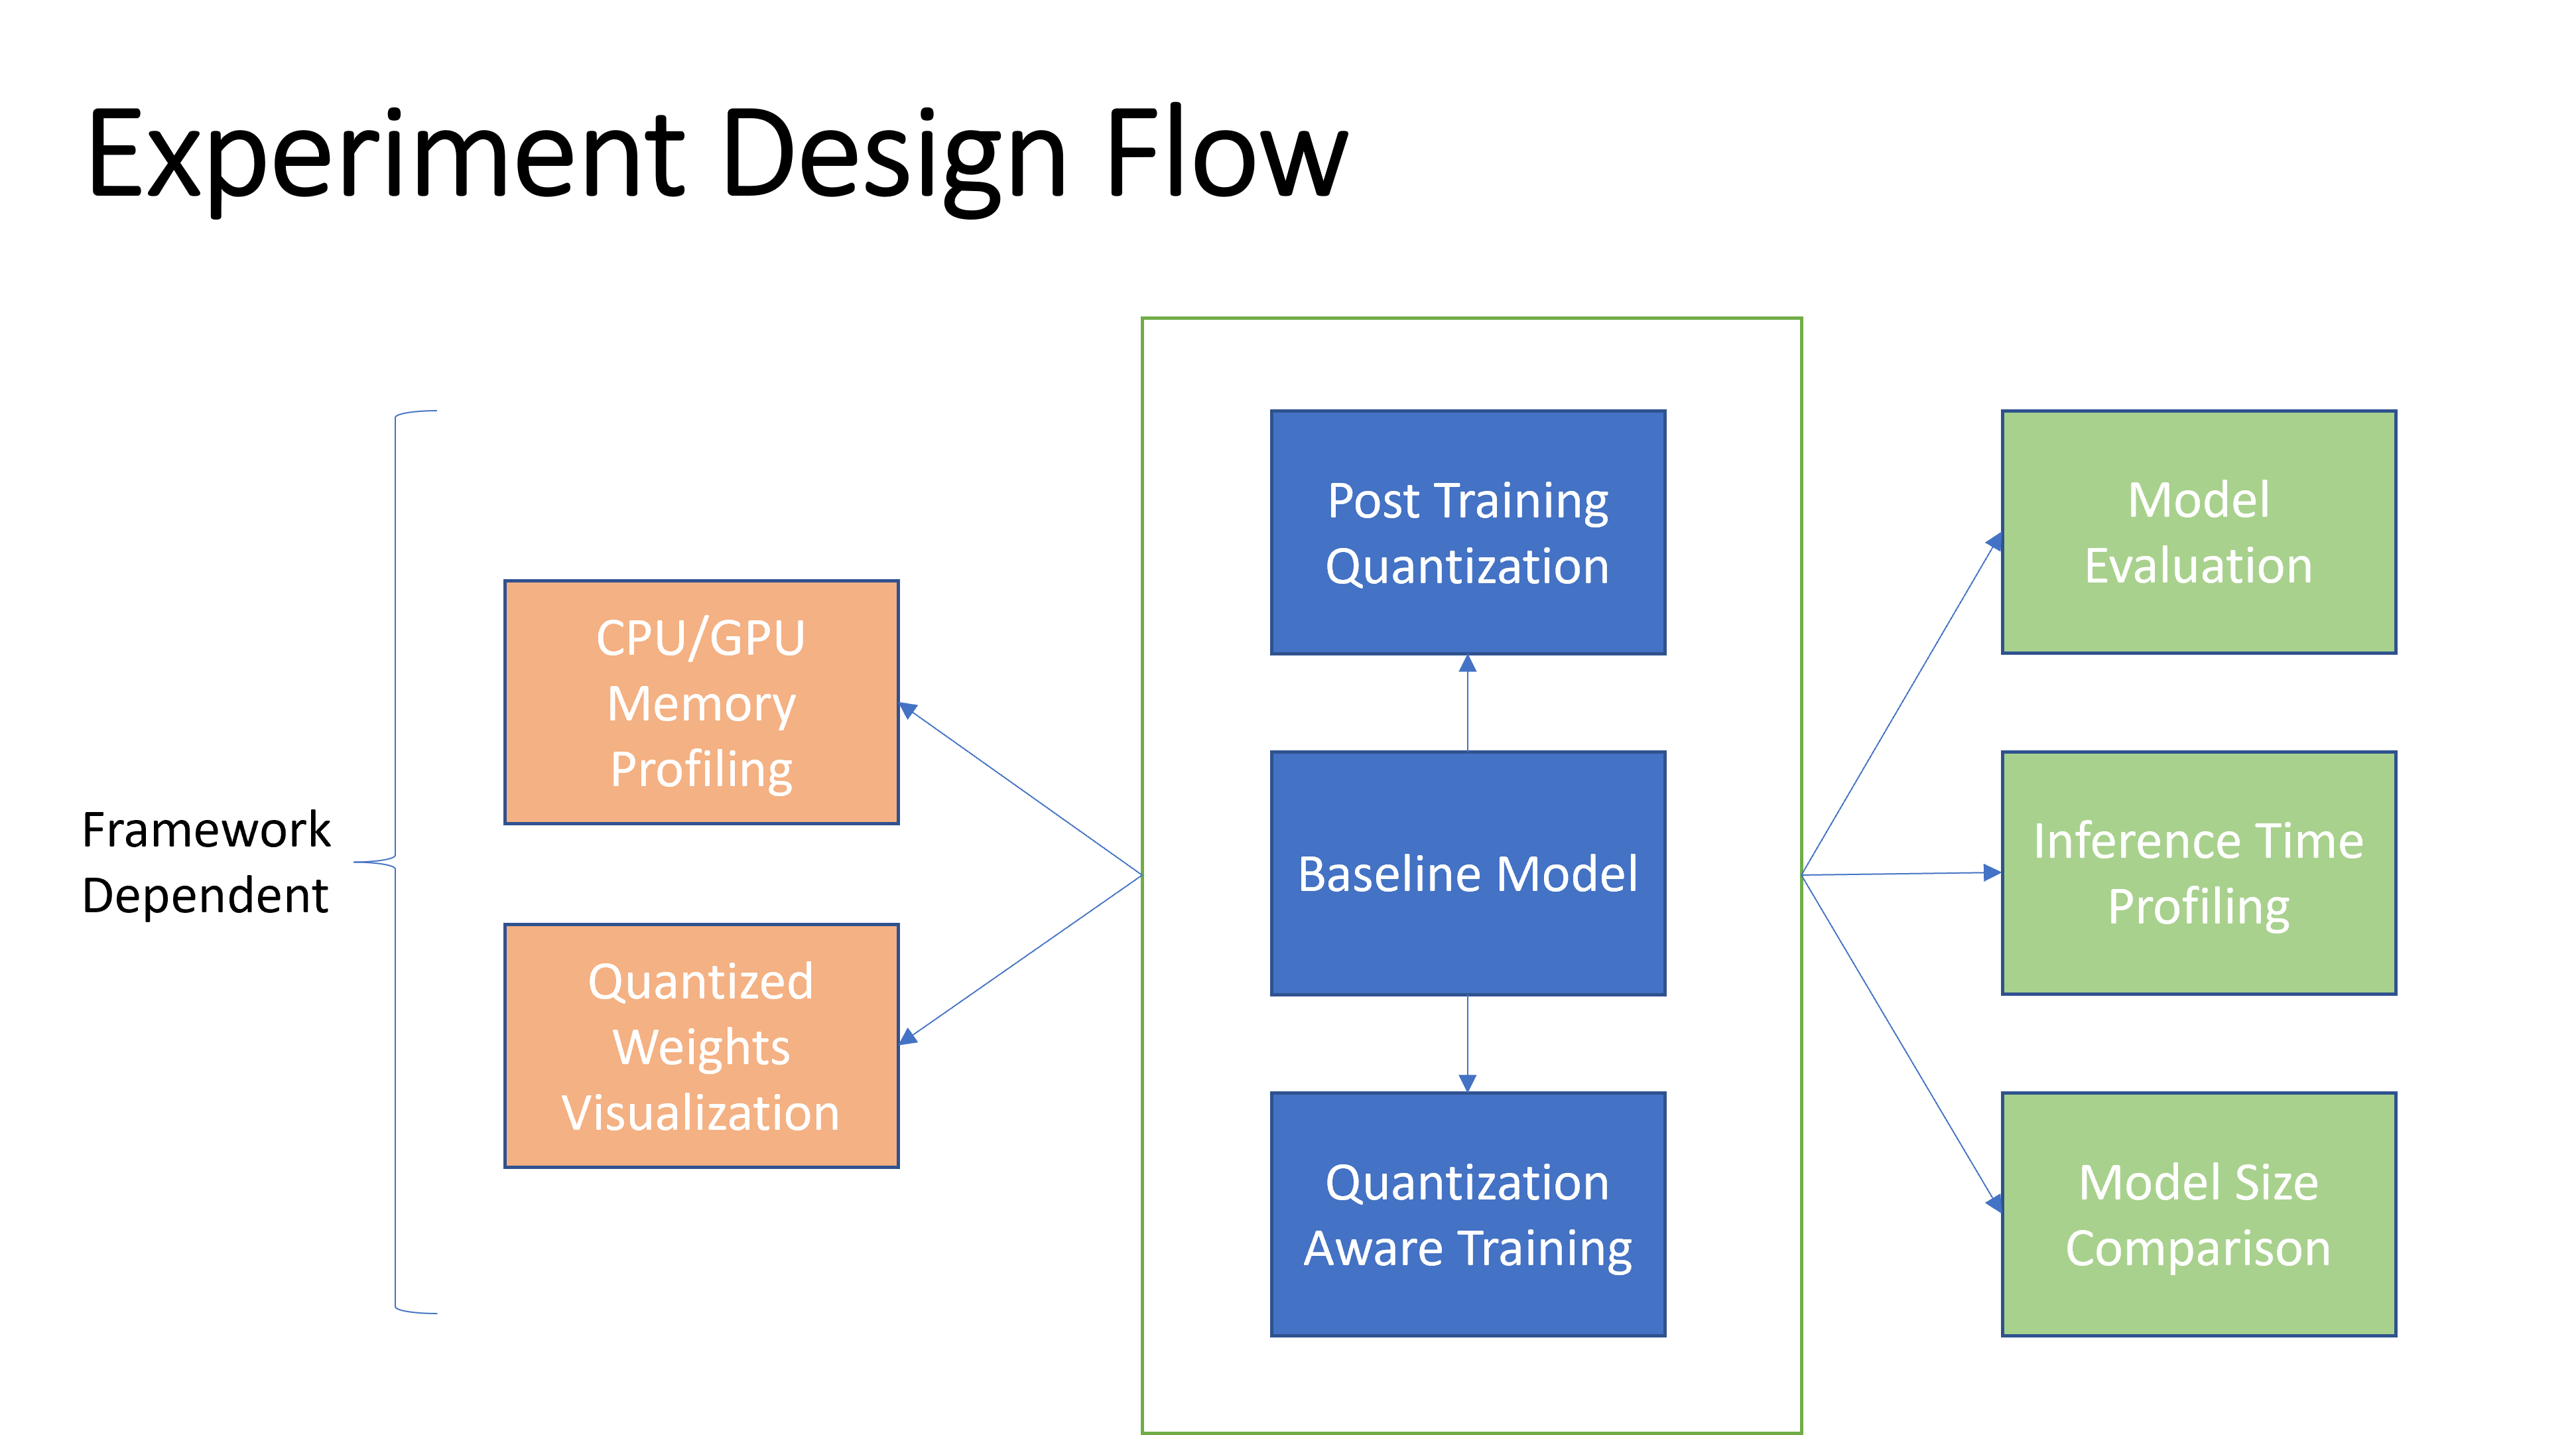 Experiment Design Flow
Framework
Dependent
CPU/GPU
Memory
Profiling
Quantized
Weights
Visualization
Post Training
Quantization
Baseline Model
Quantization
Aware Training
Model
Evaluation
Inference Time
Profiling
Model Size
Comparison